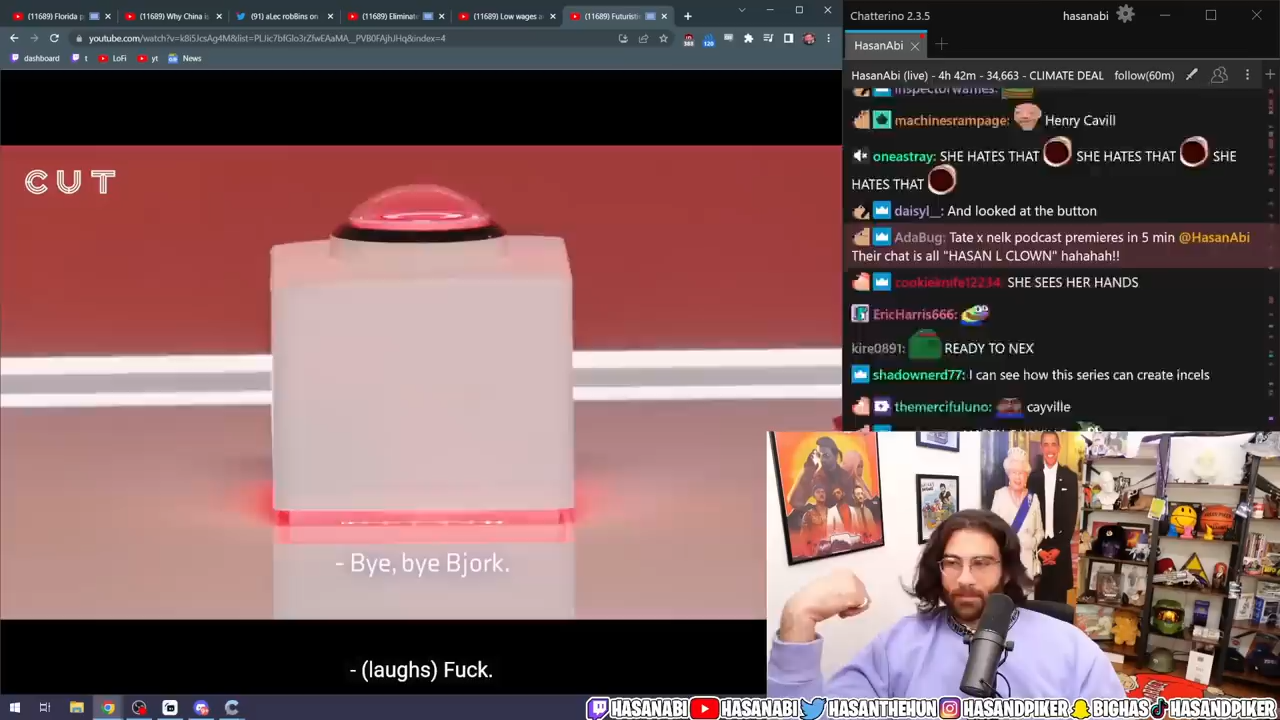 (11689) Florida p
(11689) Why China is
(91) aLec robBins on
(11689) Eliminate
(11689) Low wages a
(11689) Futuristi
youtube.com/watch?v=k8i5JcsAg4M&list=PLJic7bfGlo3rZfwEAaMA__PVB0FAjhJHq&index=4
dashboard
t
LoFi
yt
News
CUT
- Bye, bye Bjork.
- (laughs) Fuck.
Chatterino 2.3.5
hasanabi
HasanAbi
HasanAbi (live) - 4h 42m - 34,663 - CLIMATE DEAL
follow(60m)
inspectorwames:
machinesrampage: Henry Cavill
oneastray: SHE HATES THAT SHE HATES THAT SHE
HATES THAT
daisyl__: And looked at the button
AdaBug: Tate x nelk podcast premieres in 5 min @HasanAbi
Their chat is all "HASAN L CLOWN" hahahah!!
cookieknife12234: SHE SEES HER HANDS
EricHarris666:
kire0891: READY TO NEX
shadownerd77: I can see how this series can create incels
themercifuluno: cayville
HASANABI HASANABI HASANTHEHUN HASANDPIKER BIGHAS HASANDPIKER